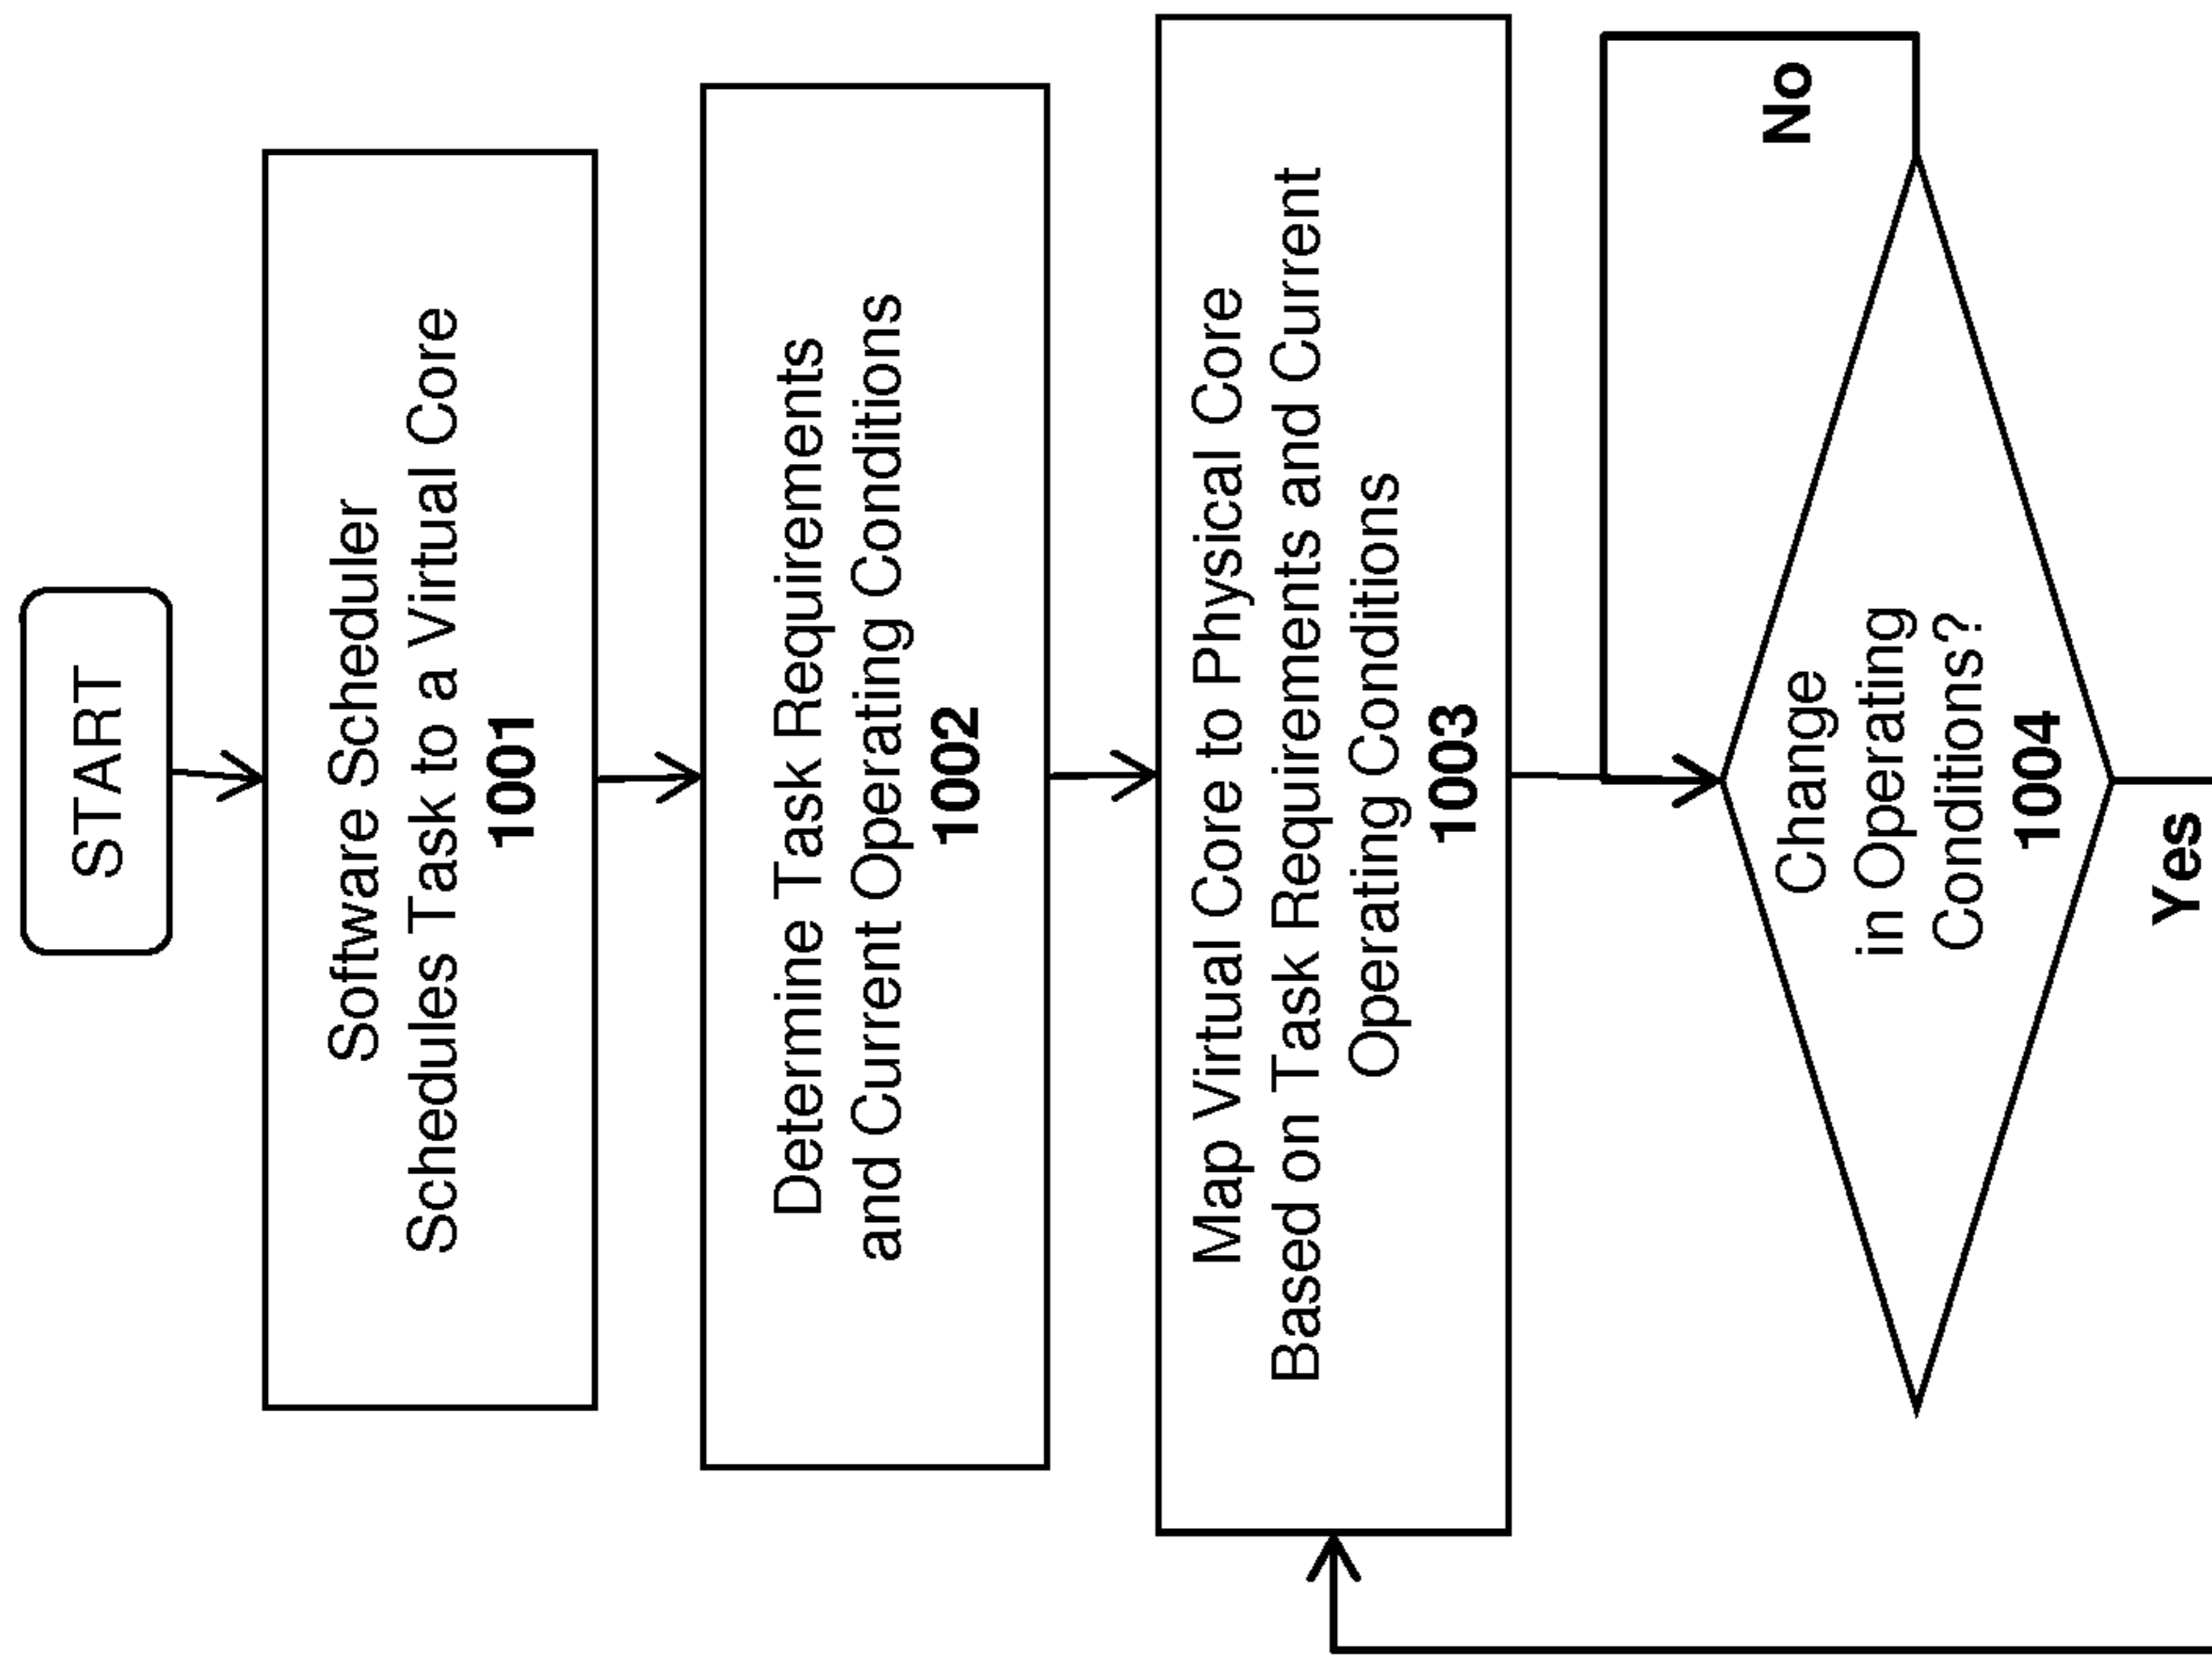 START
Software Scheduler
Schedules Task to a Virtual Core
1001
Determine Task Requirements
and Current Operating Conditions
1002
Map Virtual Core to Physical Core
Based on Task Requirements and Current
Operating Conditions
1003
No
Change
in Operating
Conditions?
1004
Yes